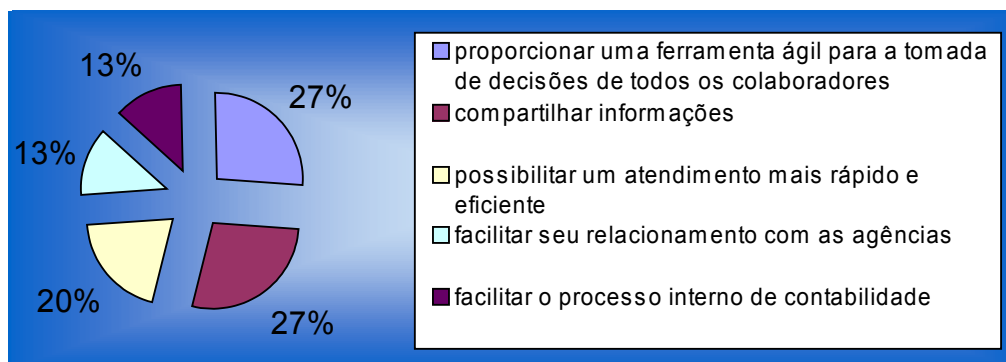 13%
27%
13%
20%
27%
proporcionar uma ferramenta ágil para a tomada
de decisões de todos os colaboradores
compartilhar informações
possibilitar um atendimento mais rápido e
eficiente
facilitar seu relacionamento com as agências
facilitar o processo interno de contabilidade